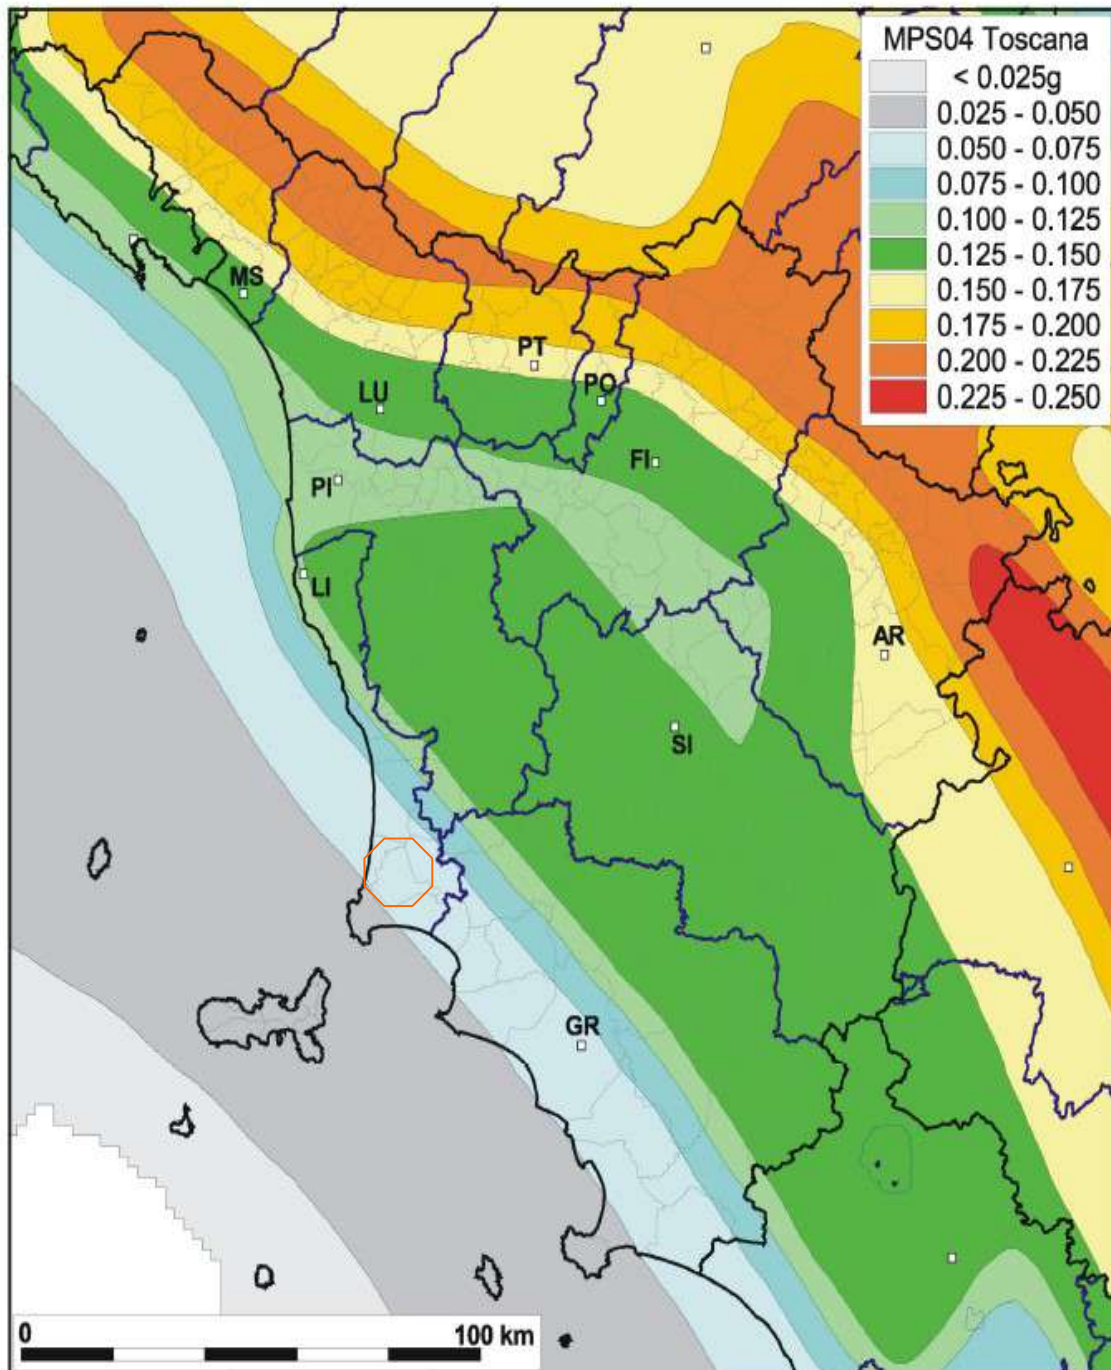 MPS04 Toscana
< 0.025g
0.025 - 0.050
0.050 - 0.075
0.075 - 0.100
0.100 - 0.125
0.125 - 0.150
0.150 - 0.175
0.175 - 0.200
0.200 - 0.225
0.225 - 0.250
MS
PT
LU
PO
FI
PI
LI
AR
SI
GR
0 100 km